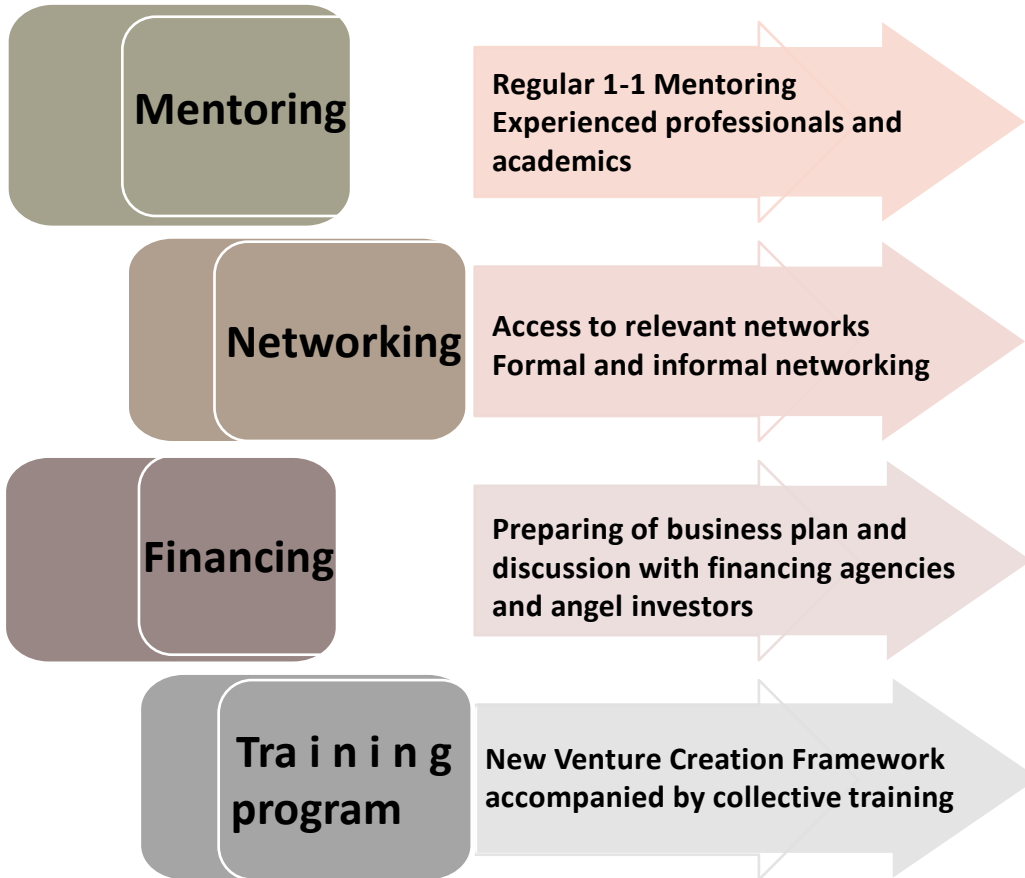 Mentoring
Regular 1-1 Mentoring
Experienced professionals and
academics
Networking
Access to relevant networks
Formal and informal networking
Financing
Preparing of business plan and
discussion with financing agencies
and angel investors
Tra i n i n g
program
New Venture Creation Framework
accompanied by collective training